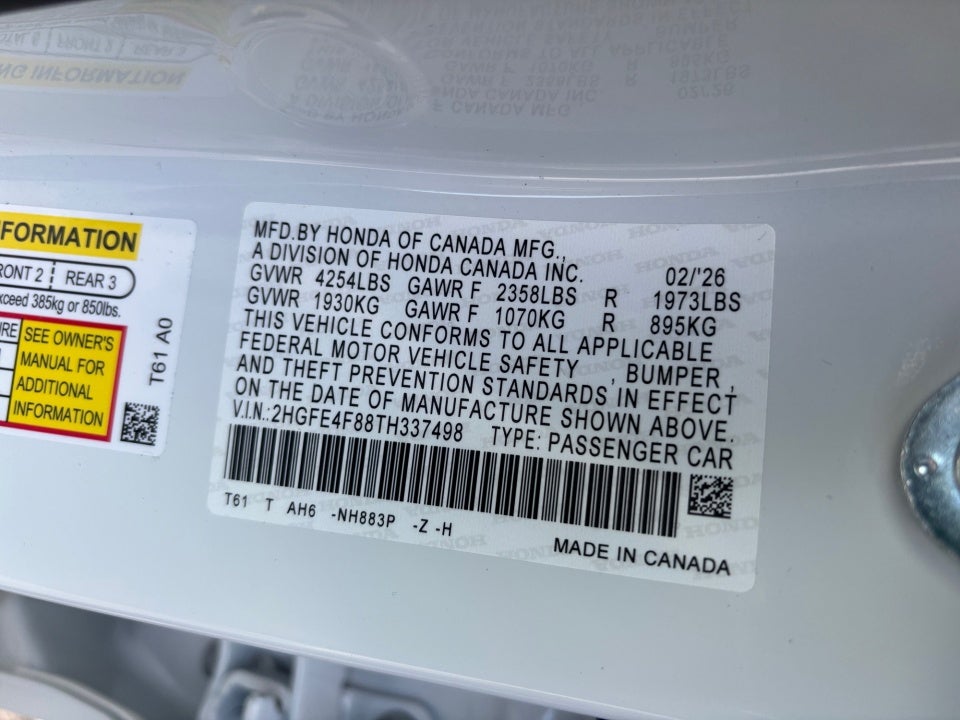 NFORMATION
RONT 2 REAR 3
xceed 385kg or 850lbs.
SEE OWNER'S
MANUAL FOR
ADDITIONAL
INFORMATION
T61 A0
MFD.BY HONDA OF CANADA MFG.,
A DIVISION OF HONDA CANADA INC. 02/'26
GVWR 4254LBS GAWR F 2358LBS R 1973LBS
GVWR 1930KG GAWR F 1070KG R 895KG
THIS VEHICLE CONFORMS TO ALL APPLICABLE
FEDERAL MOTOR VEHICLE SAFETY , BUMPER ,
AND THEFT PREVENTION STANDARDS IN EFFECT
ON THE DATE OF MANUFACTURE SHOWN ABOVE.
V.I.N.:2HGFE4F88TH337498 TYPE: PASSENGER CAR
T61 T AH6 -NH883P -Z -H
MADE IN CANADA